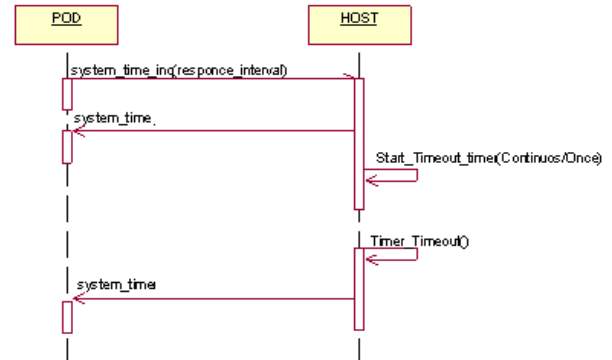 POD
HOST
system_time_inq(responce_interval)
system_time
Start_Timeout_timer(Continuos/Once)
Timer_Timeout()
system_time